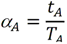 α_A = t_A / T_A